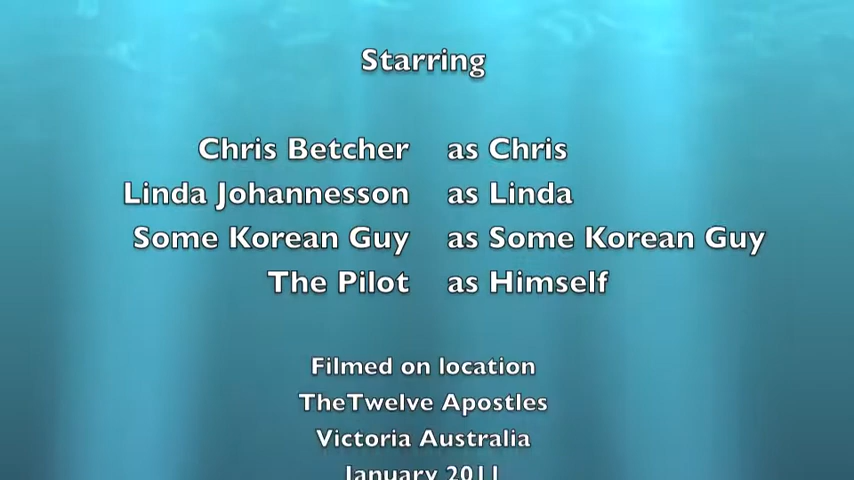 Starring
Chris Betcher as Chris
Linda Johannesson as Linda
Some Korean Guy as Some Korean Guy
The Pilot as Himself
Filmed on location
TheTwelve Apostles
Victoria Australia
January 2011